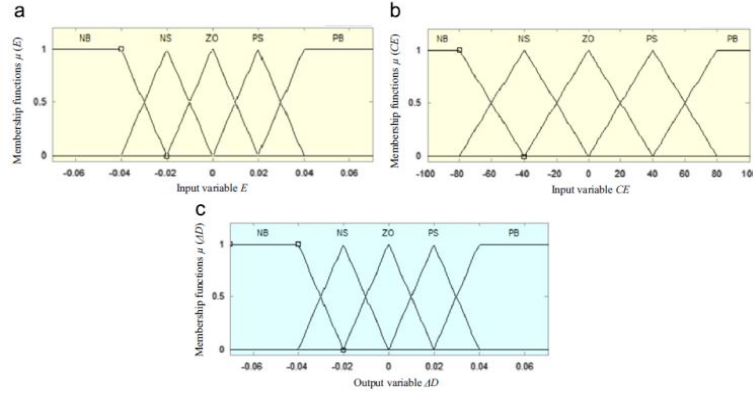 a
NB NS ZO PS PB
Membership functions μ (E)
1
0.5
0
-0.06 -0.04 -0.02 0 0.02 0.04 0.06
Input variable E
b
NB NS ZO PS PB
Membership functions μ (CE)
1
0.5
0
-100 -80 -60 -40 -20 0 20 40 60 80 100
Input variable CE
c
NB NS ZO PS PB
Membership functions μ (ΔD)
1
0.5
0
-0.06 -0.04 -0.02 0 0.02 0.04 0.06
Output variable ΔD